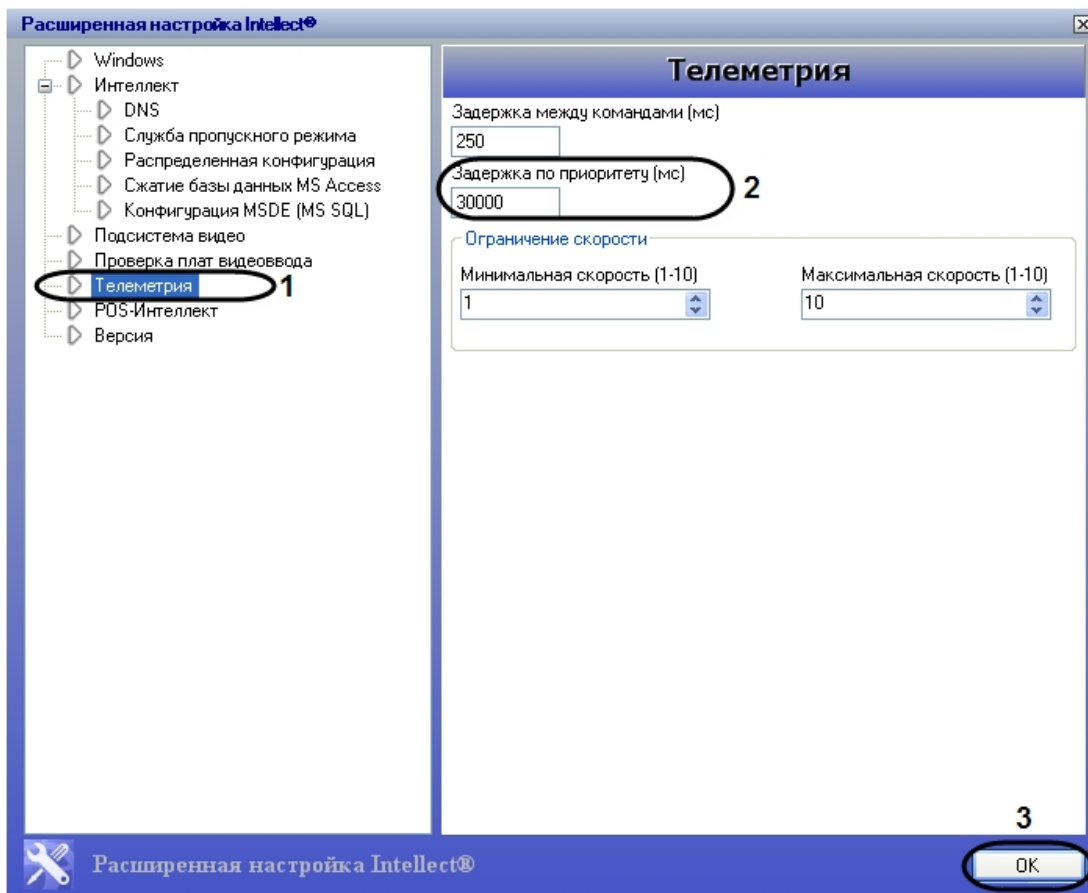 Расширенная настройка Intellect®
Windows
Интеллект
DNS
Служба пропускного режима
Распределенная конфигурация
Сжатие базы данных MS Access
Конфигурация MSDE (MS SQL)
Подсистема видео
Проверка плат видеоввода
Телеметрия
1
POS-Интеллект
Версия
Телеметрия
Задержка между командами (мс)
250
Задержка по приоритету (мс)
30000
2
Ограничение скорости
Минимальная скорость (1-10)
1
Максимальная скорость (1-10)
10
3
Расширенная настройка Intellect®
OK